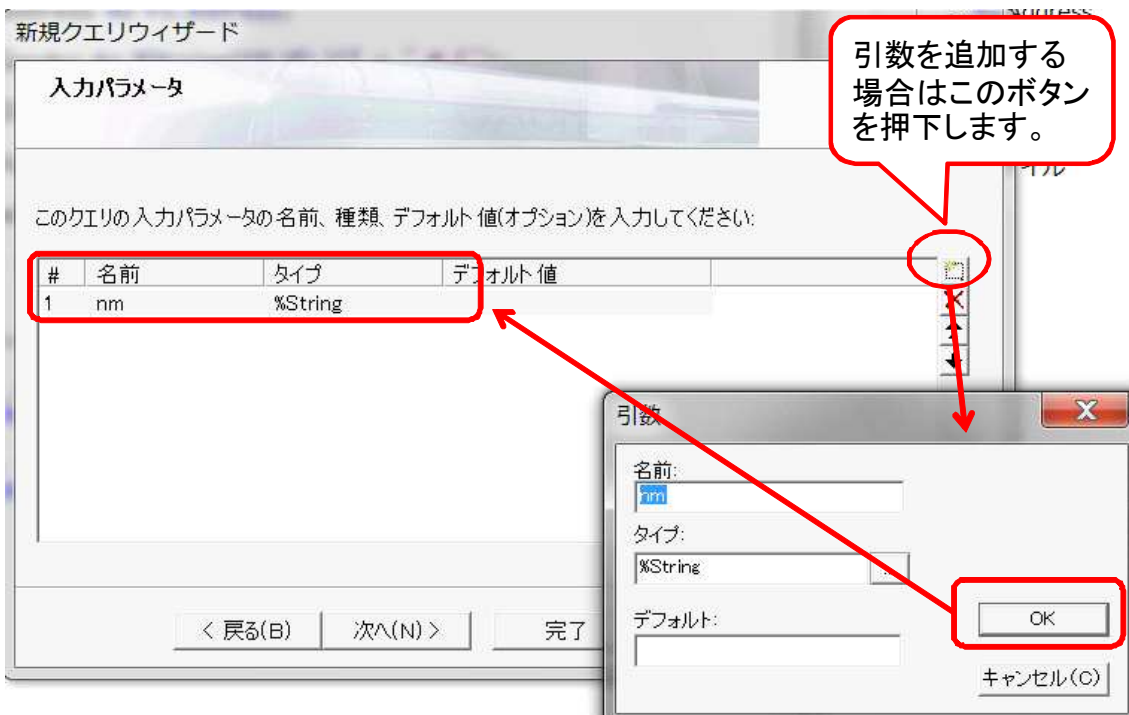 新規クエリウィザード
Address
引数を追加する
場合はこのボタン
を押下します。
入力パラメータ
イル
このクエリの入力パラメータの名前、種類、デフォルト値(オプション)を入力してください:
# 名前 タイプ デフォルト値
1 nm %String
引数
名前:
nm
タイプ:
%String
...
デフォルト:
OK
キャンセル(C)
< 戻る(B) 次へ(N) > 完了